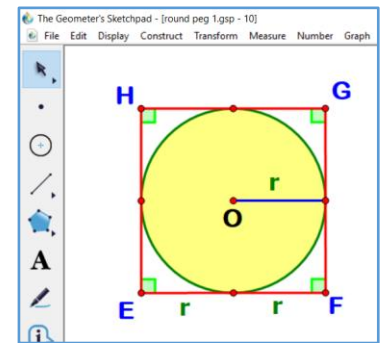 The Geometer's Sketchpad - [round peg 1.gsp - 10]
File Edit Display Construct Transform Measure Number Graph
H G
r
O
A
E r r F
i